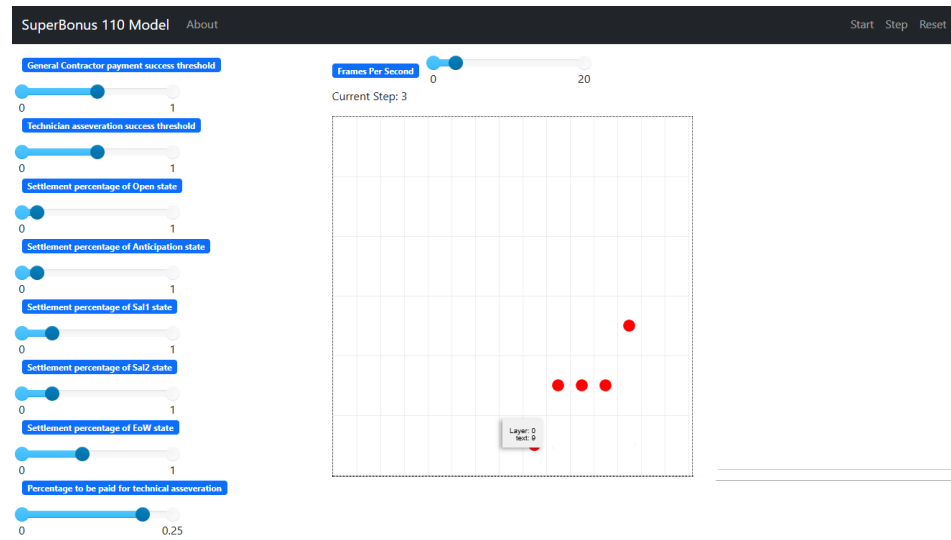 SuperBonus 110 Model About Start Step Reset
General Contractor payment success threshold
0 1
Technician asseveration success threshold
0 1
Settlement percentage of Open state
0 1
Settlement percentage of Anticipation state
0 1
Settlement percentage of Sal1 state
0 1
Settlement percentage of Sal2 state
0 1
Settlement percentage of EoW state
0 1
Percentage to be paid for technical asseveration
0 0.25
Frames Per Second
0 20
Current Step: 3
Layer: 0
text: 9